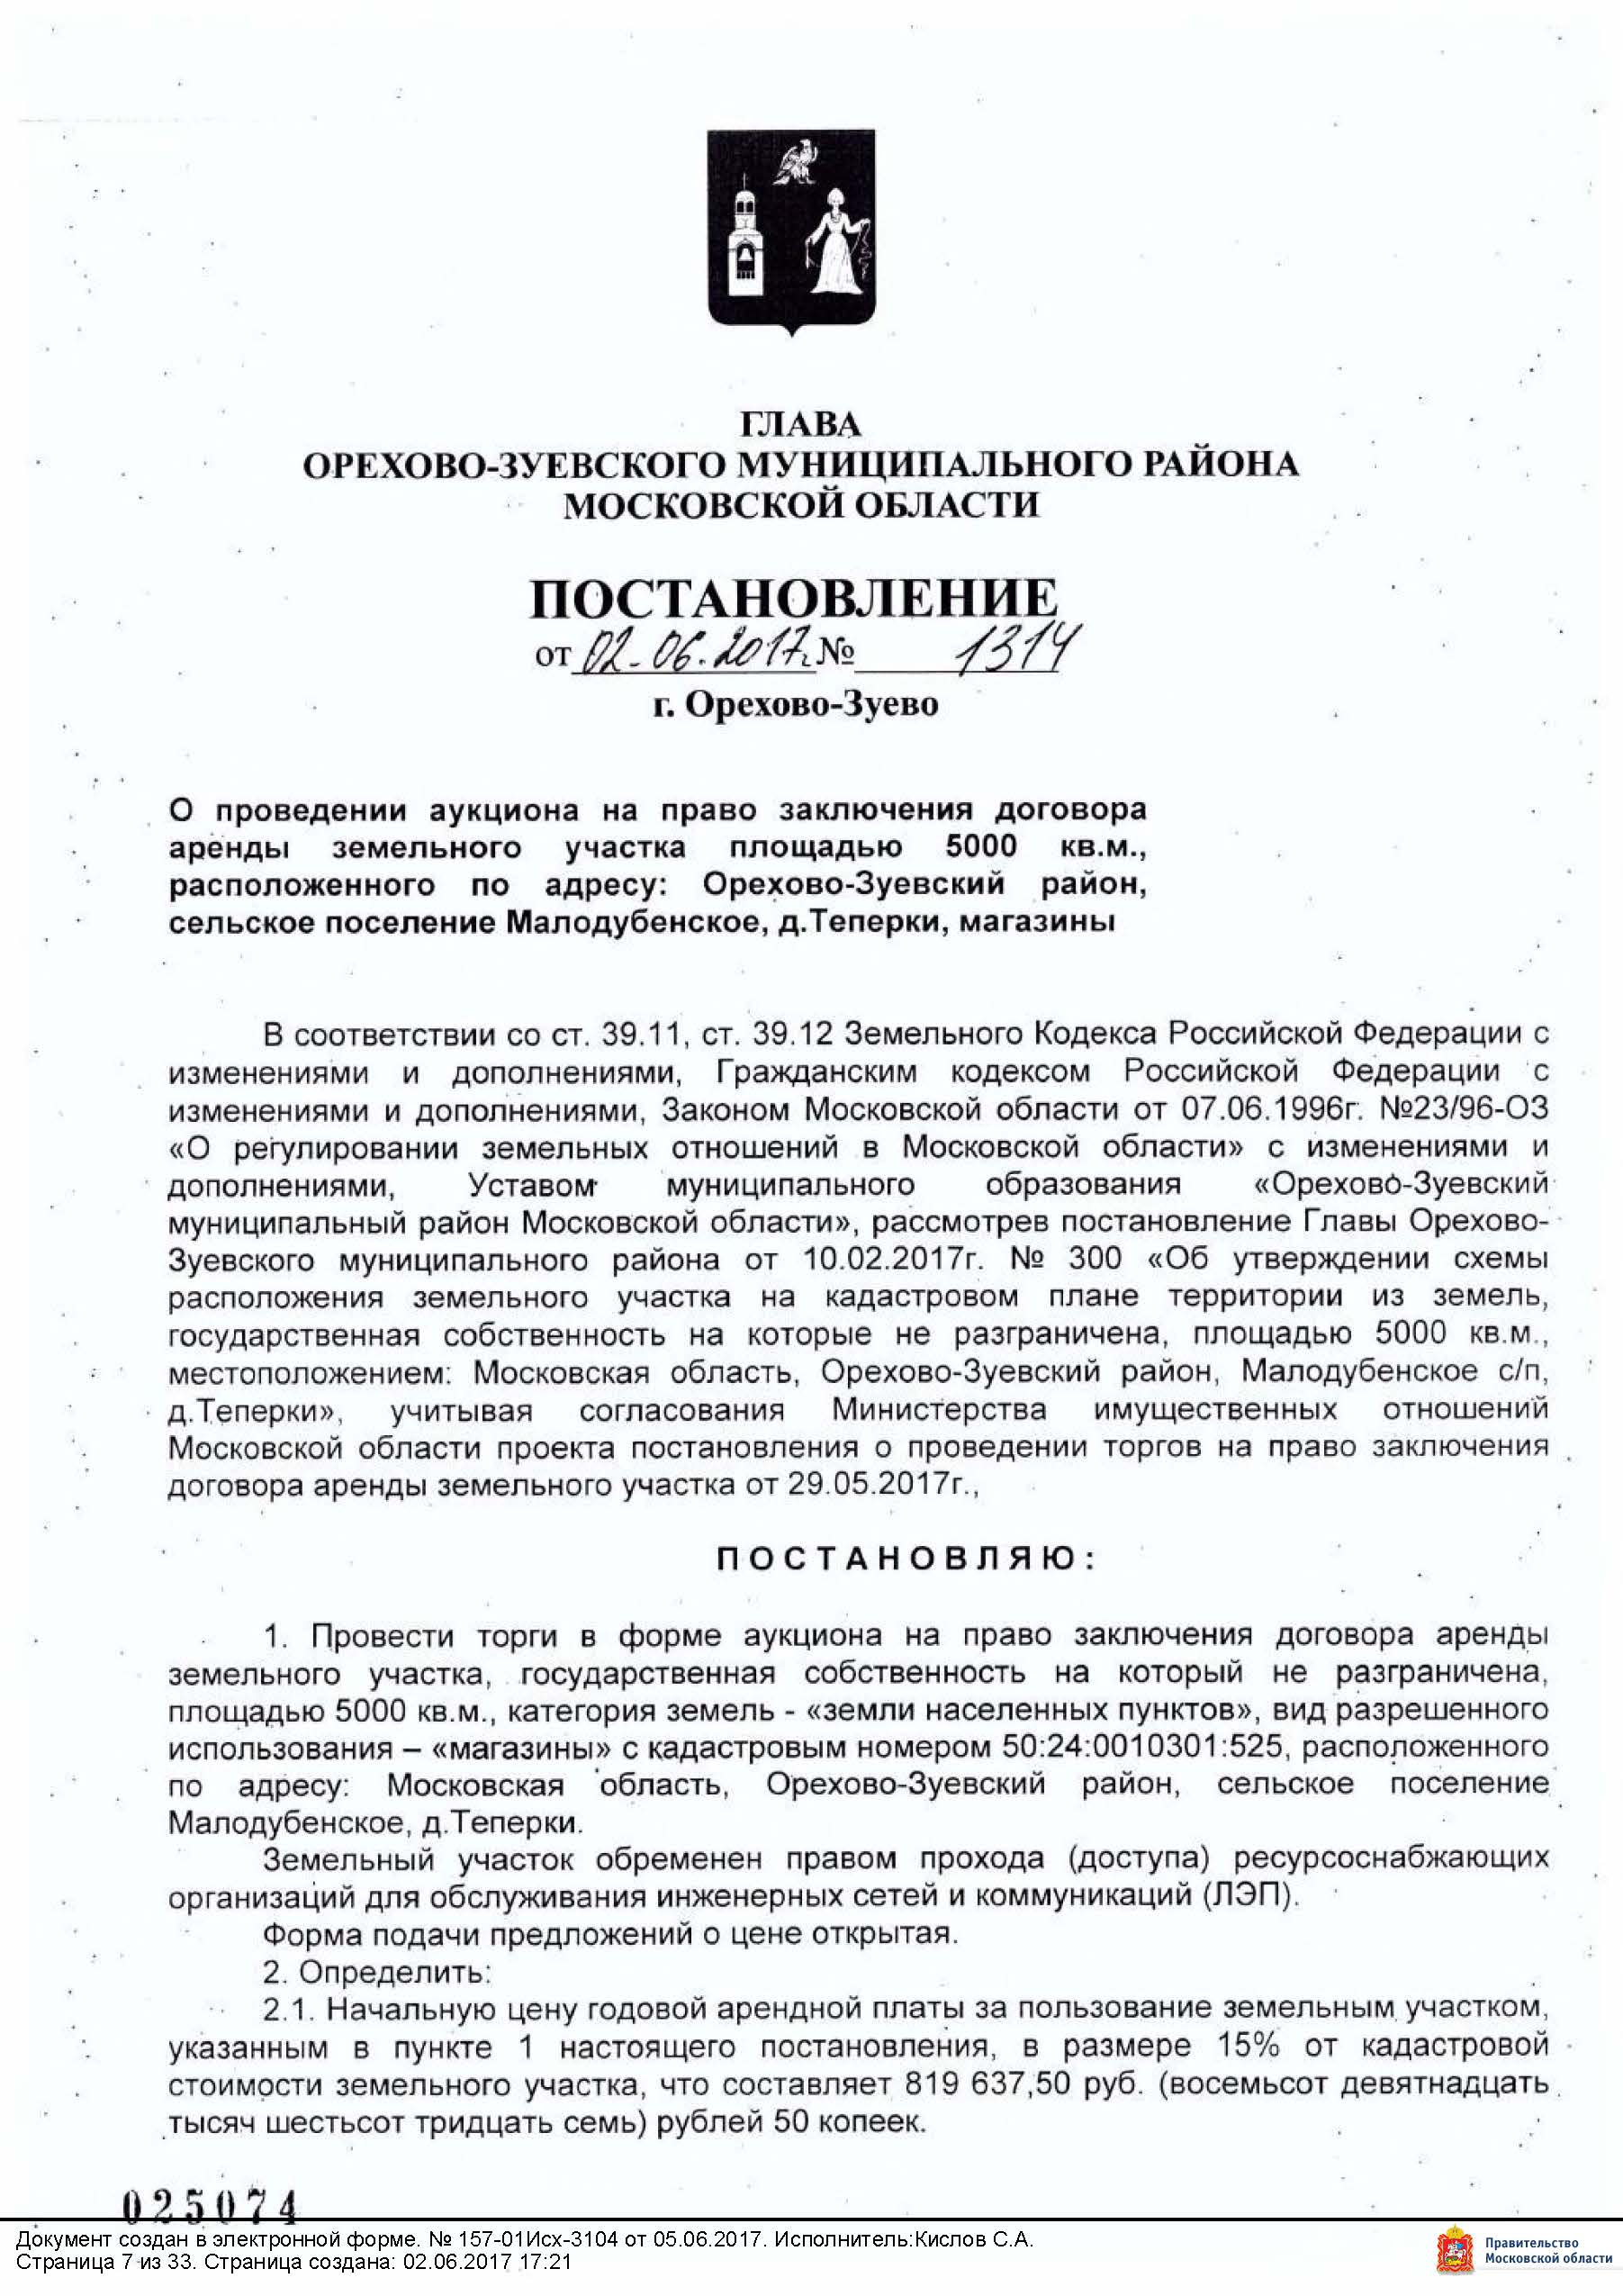 ГЛАВА
ОРЕХОВО-ЗУЕВСКОГО МУНИЦИПАЛЬНОГО РАЙОНА
МОСКОВСКОЙ ОБЛАСТИ
ПОСТАНОВЛЕНИЕ
от 02.06.2017г. № 1314
г. Орехово-Зуево
О проведении аукциона на право заключения договора
аренды земельного участка площадью 5000 кв.м.,
расположенного по адресу: Орехово-Зуевский район,
сельское поселение Малодубенское, д.Теперки, магазины
В соответствии со ст. 39.11, ст. 39.12 Земельного Кодекса Российской Федерации с
изменениями и дополнениями, Гражданским кодексом Российской Федерации с
изменениями и дополнениями, Законом Московской области от 07.06.1996г. №23/96-ОЗ
«О регулировании земельных отношений в Московской области» с изменениями и
дополнениями, Уставом муниципального образования «Орехово-Зуевский
муниципальный район Московской области», рассмотрев постановление Главы Орехово-
Зуевского муниципального района от 10.02.2017г. № 300 «Об утверждении схемы
расположения земельного участка на кадастровом плане территории из земель,
государственная собственность на которые не разграничена, площадью 5000 кв.м.,
местоположением: Московская область, Орехово-Зуевский район, Малодубенское с/п,
д.Теперки», учитывая согласования Министерства имущественных отношений
Московской области проекта постановления о проведении торгов на право заключения
договора аренды земельного участка от 29.05.2017г.,
ПОСТАНОВЛЯЮ:
1. Провести торги в форме аукциона на право заключения договора аренды
земельного участка, государственная собственность на который не разграничена,
площадью 5000 кв.м., категория земель - «земли населенных пунктов», вид разрешенного
использования – «магазины» с кадастровым номером 50:24:0010301:525, расположенного
по адресу: Московская область, Орехово-Зуевский район, сельское поселение
Малодубенское, д.Теперки.
Земельный участок обременен правом прохода (доступа) ресурсоснабжающих
организаций для обслуживания инженерных сетей и коммуникаций (ЛЭП).
Форма подачи предложений о цене открытая.
2. Определить:
2.1. Начальную цену годовой арендной платы за пользование земельным участком,
указанным в пункте 1 настоящего постановления, в размере 15% от кадастровой
стоимости земельного участка, что составляет 819 637,50 руб. (восемьсот девятнадцать
тысяч шестьсот тридцать семь) рублей 50 копеек.
025074
Документ создан в электронной форме. № 157-01Исх-3104 от 05.06.2017. Исполнитель:Кислов С.А.
Страница 7 из 33. Страница создана: 02.06.2017 17:21
Правительство
Московской области